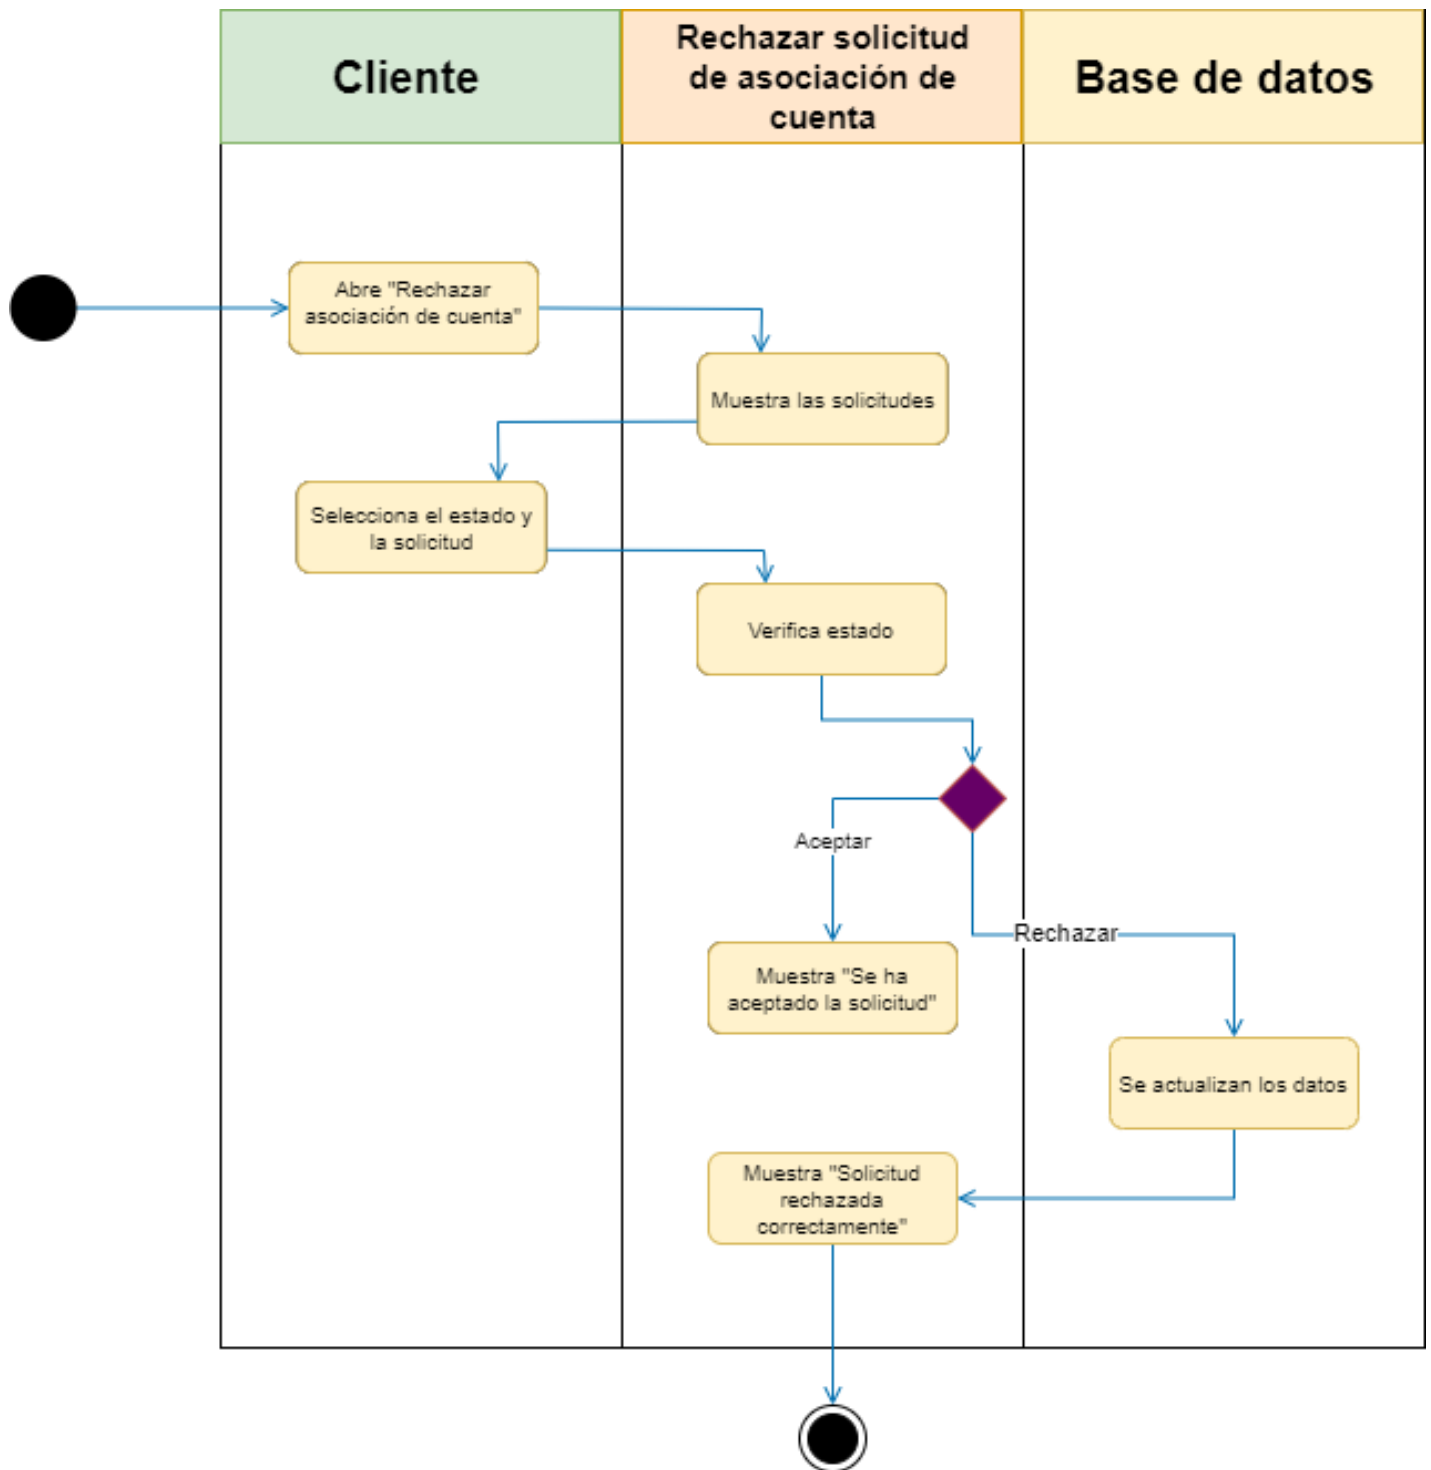 Cliente
Rechazar solicitud
de asociación de
cuenta
Base de datos
Abre "Rechazar
asociación de cuenta"
Muestra las solicitudes
Selecciona el estado y
la solicitud
Verifica estado
Aceptar
Rechazar
Muestra "Se ha
aceptado la solicitud"
Se actualizan los datos
Muestra "Solicitud
rechazada
correctamente"